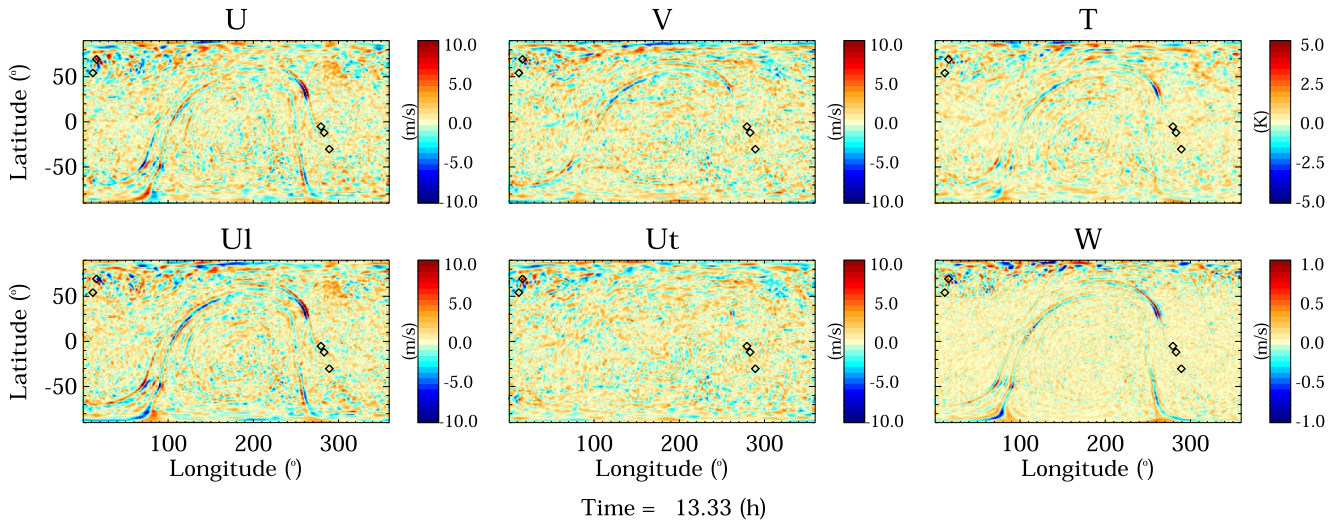 U
V
T
Latitude (°)
50
0
-50
10.0
5.0
0.0
-5.0
-10.0
(m/s)
10.0
5.0
0.0
-5.0
-10.0
(m/s)
5.0
2.5
0.0
-2.5
-5.0
(K)
Ul
Ut
W
Latitude (°)
50
0
-50
10.0
5.0
0.0
-5.0
-10.0
(m/s)
10.0
5.0
0.0
-5.0
-10.0
(m/s)
1.0
0.5
0.0
-0.5
-1.0
(m/s)
100 200 300
100 200 300
100 200 300
Longitude (°)
Longitude (°)
Longitude (°)
Time = 13.33 (h)